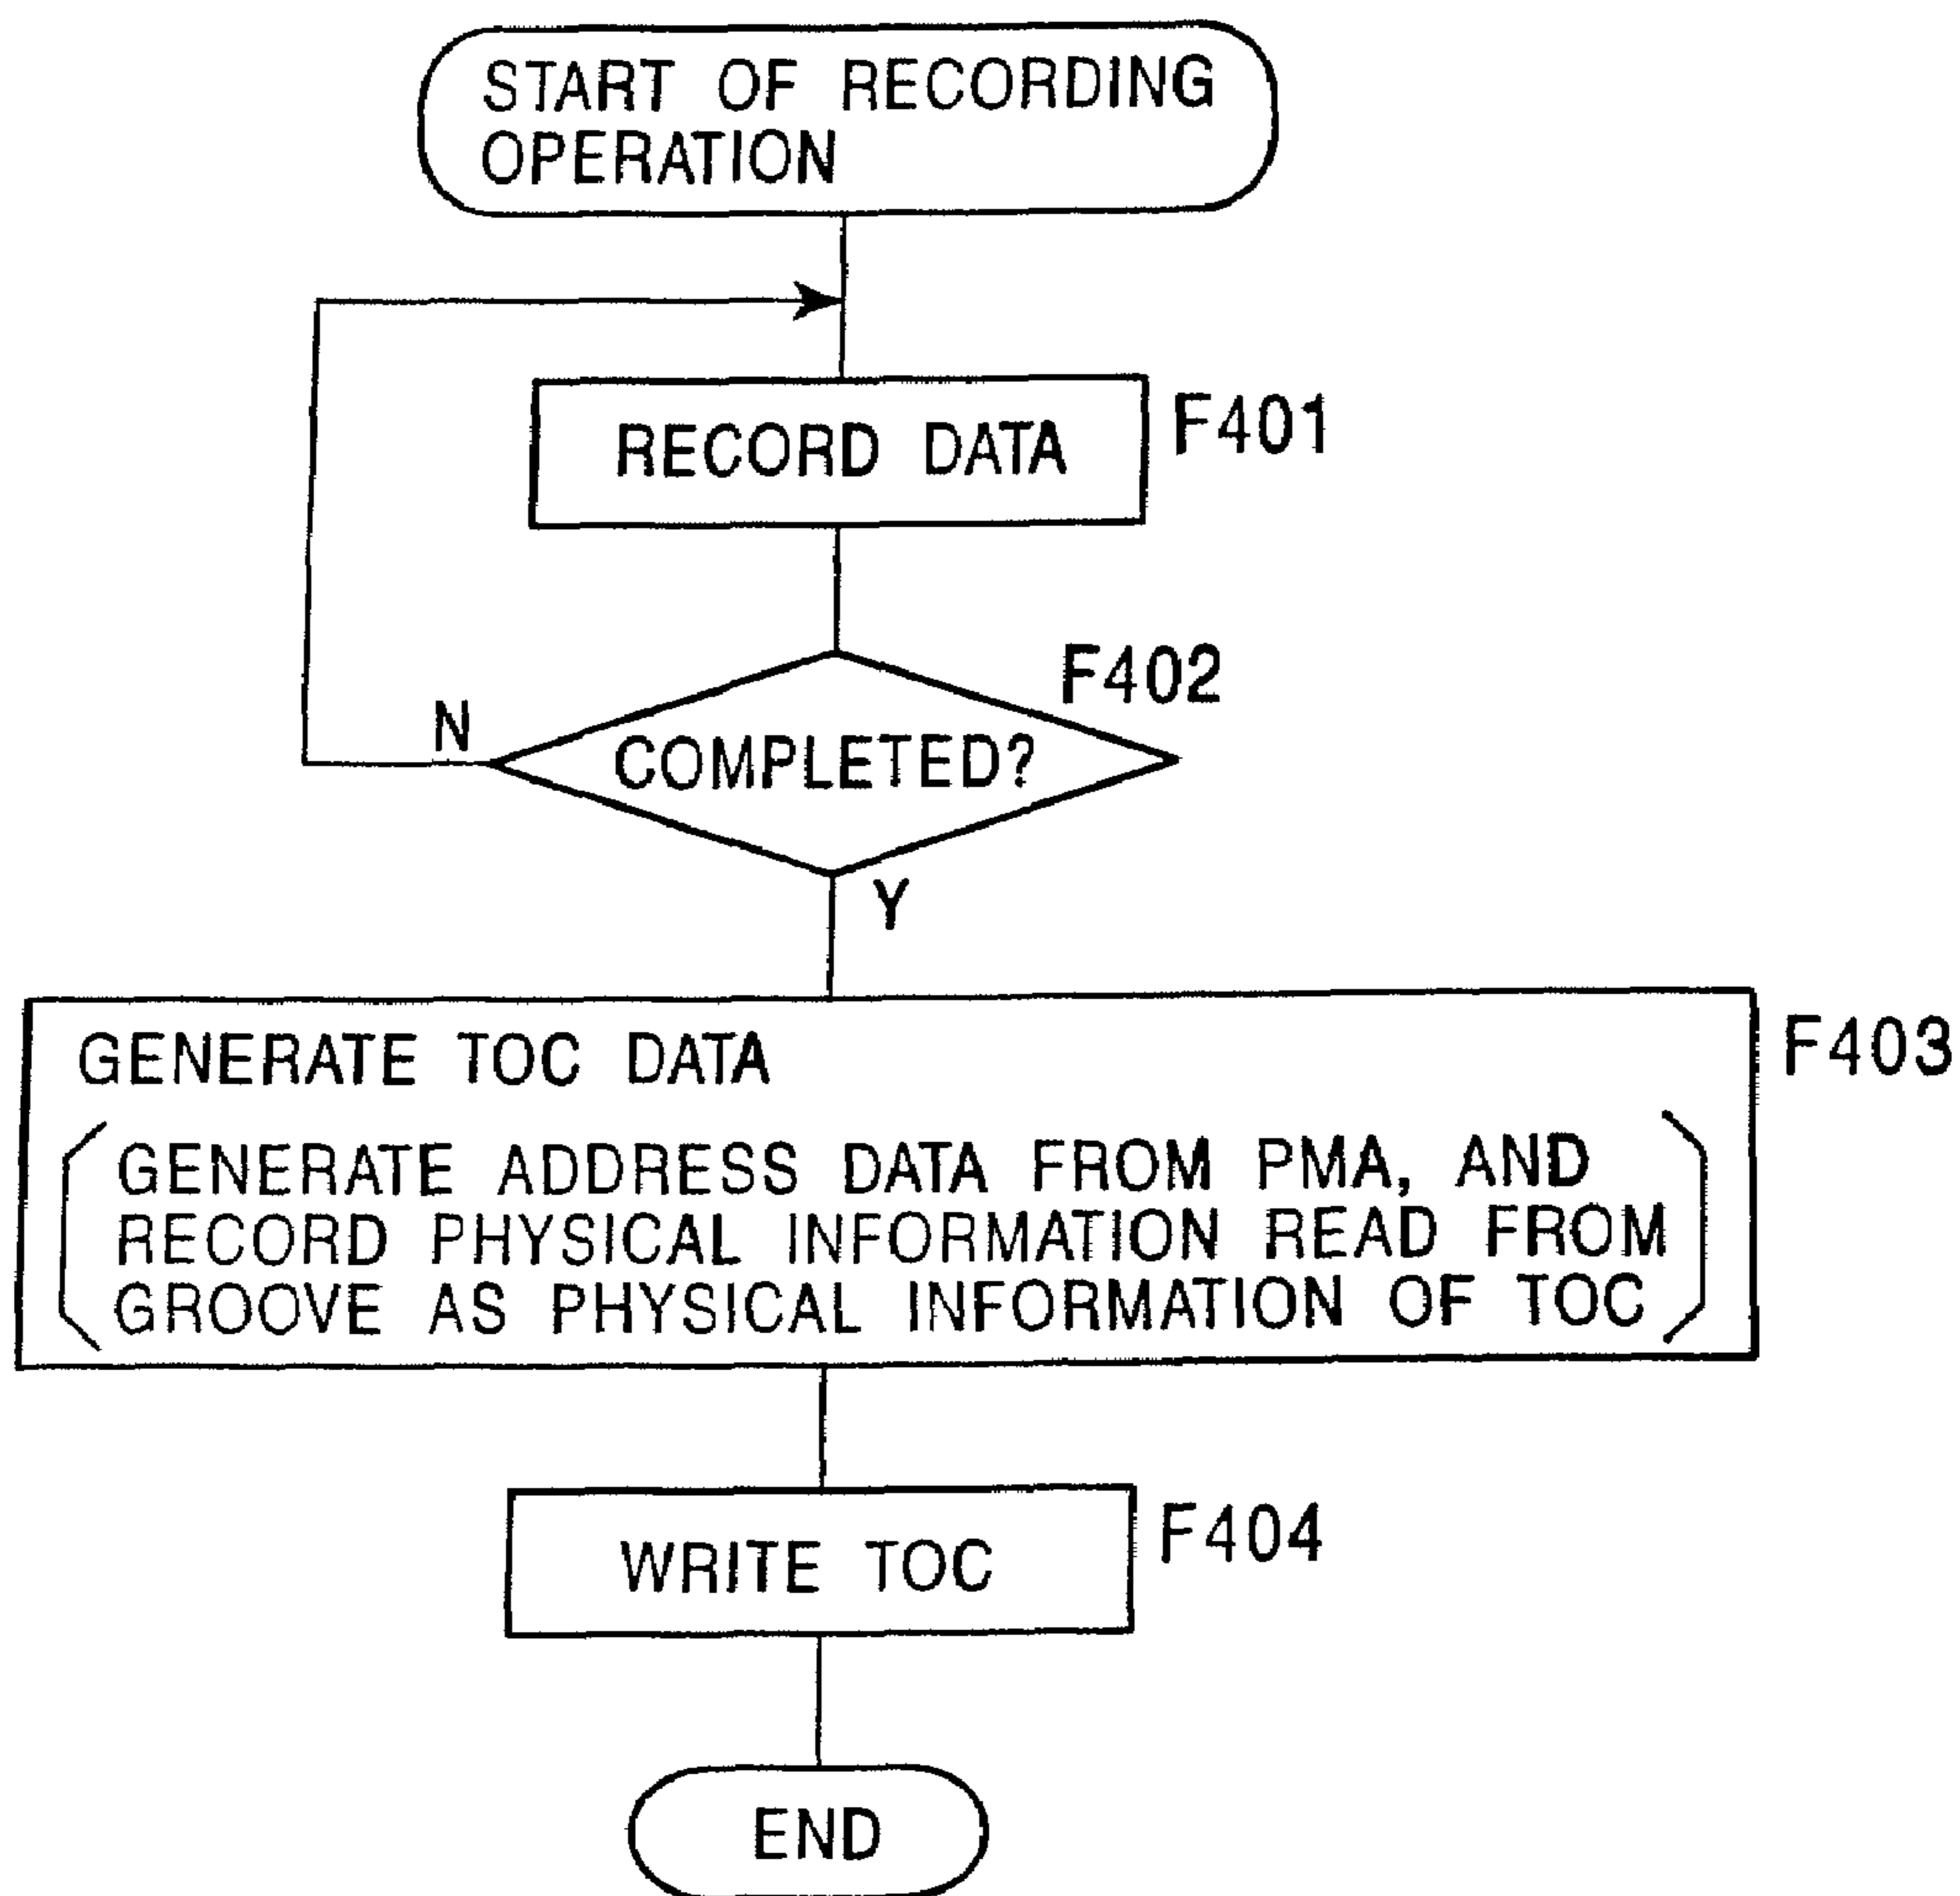 START OF RECORDING
OPERATION
RECORD DATA
F401
F402
N
COMPLETED?
Y
GENERATE TOC DATA
F403
GENERATE ADDRESS DATA FROM PMA, AND
RECORD PHYSICAL INFORMATION READ FROM
GROOVE AS PHYSICAL INFORMATION OF TOC
WRITE TOC
F404
END